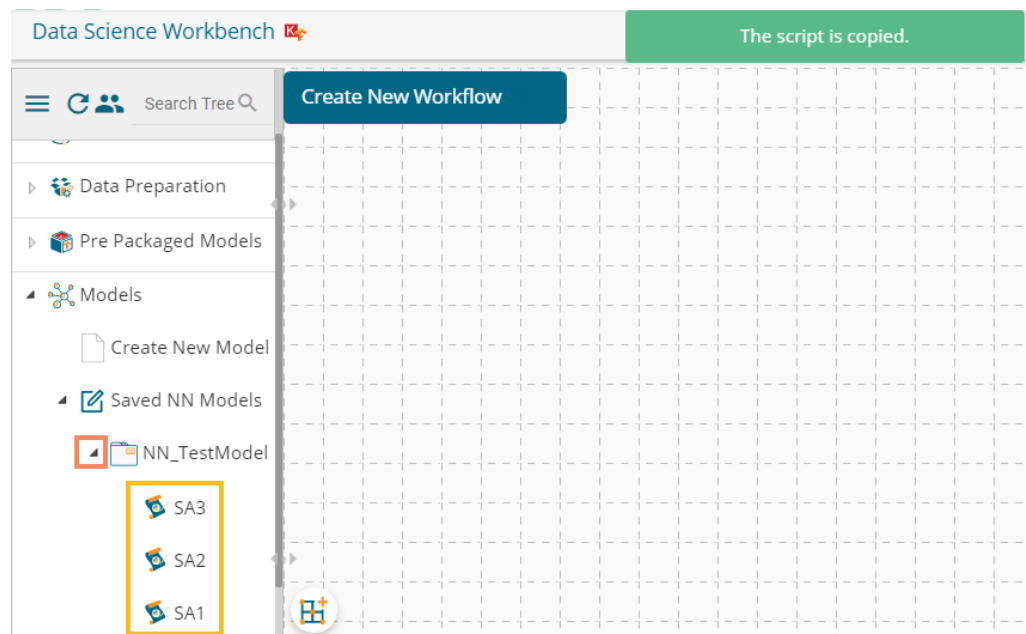 Data Science Workbench
The script is copied.
Search Tree
Create New Workflow
Data Preparation
Pre Packaged Models
Models
Create New Model
Saved NN Models
NN_TestModel
SA3
SA2
SA1